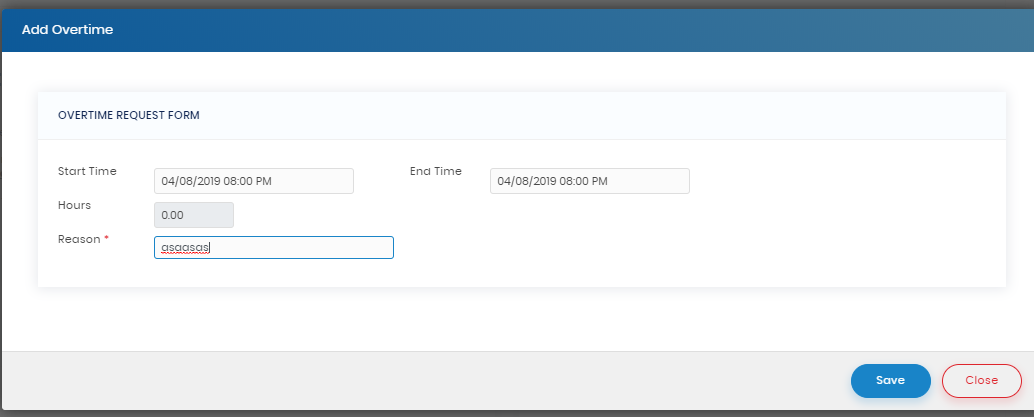 Add Overtime
OVERTIME REQUEST FORM
Start Time 04/08/2019 08:00 PM End Time 04/08/2019 08:00 PM
Hours 0.00
Reason * asaasas
Save Close